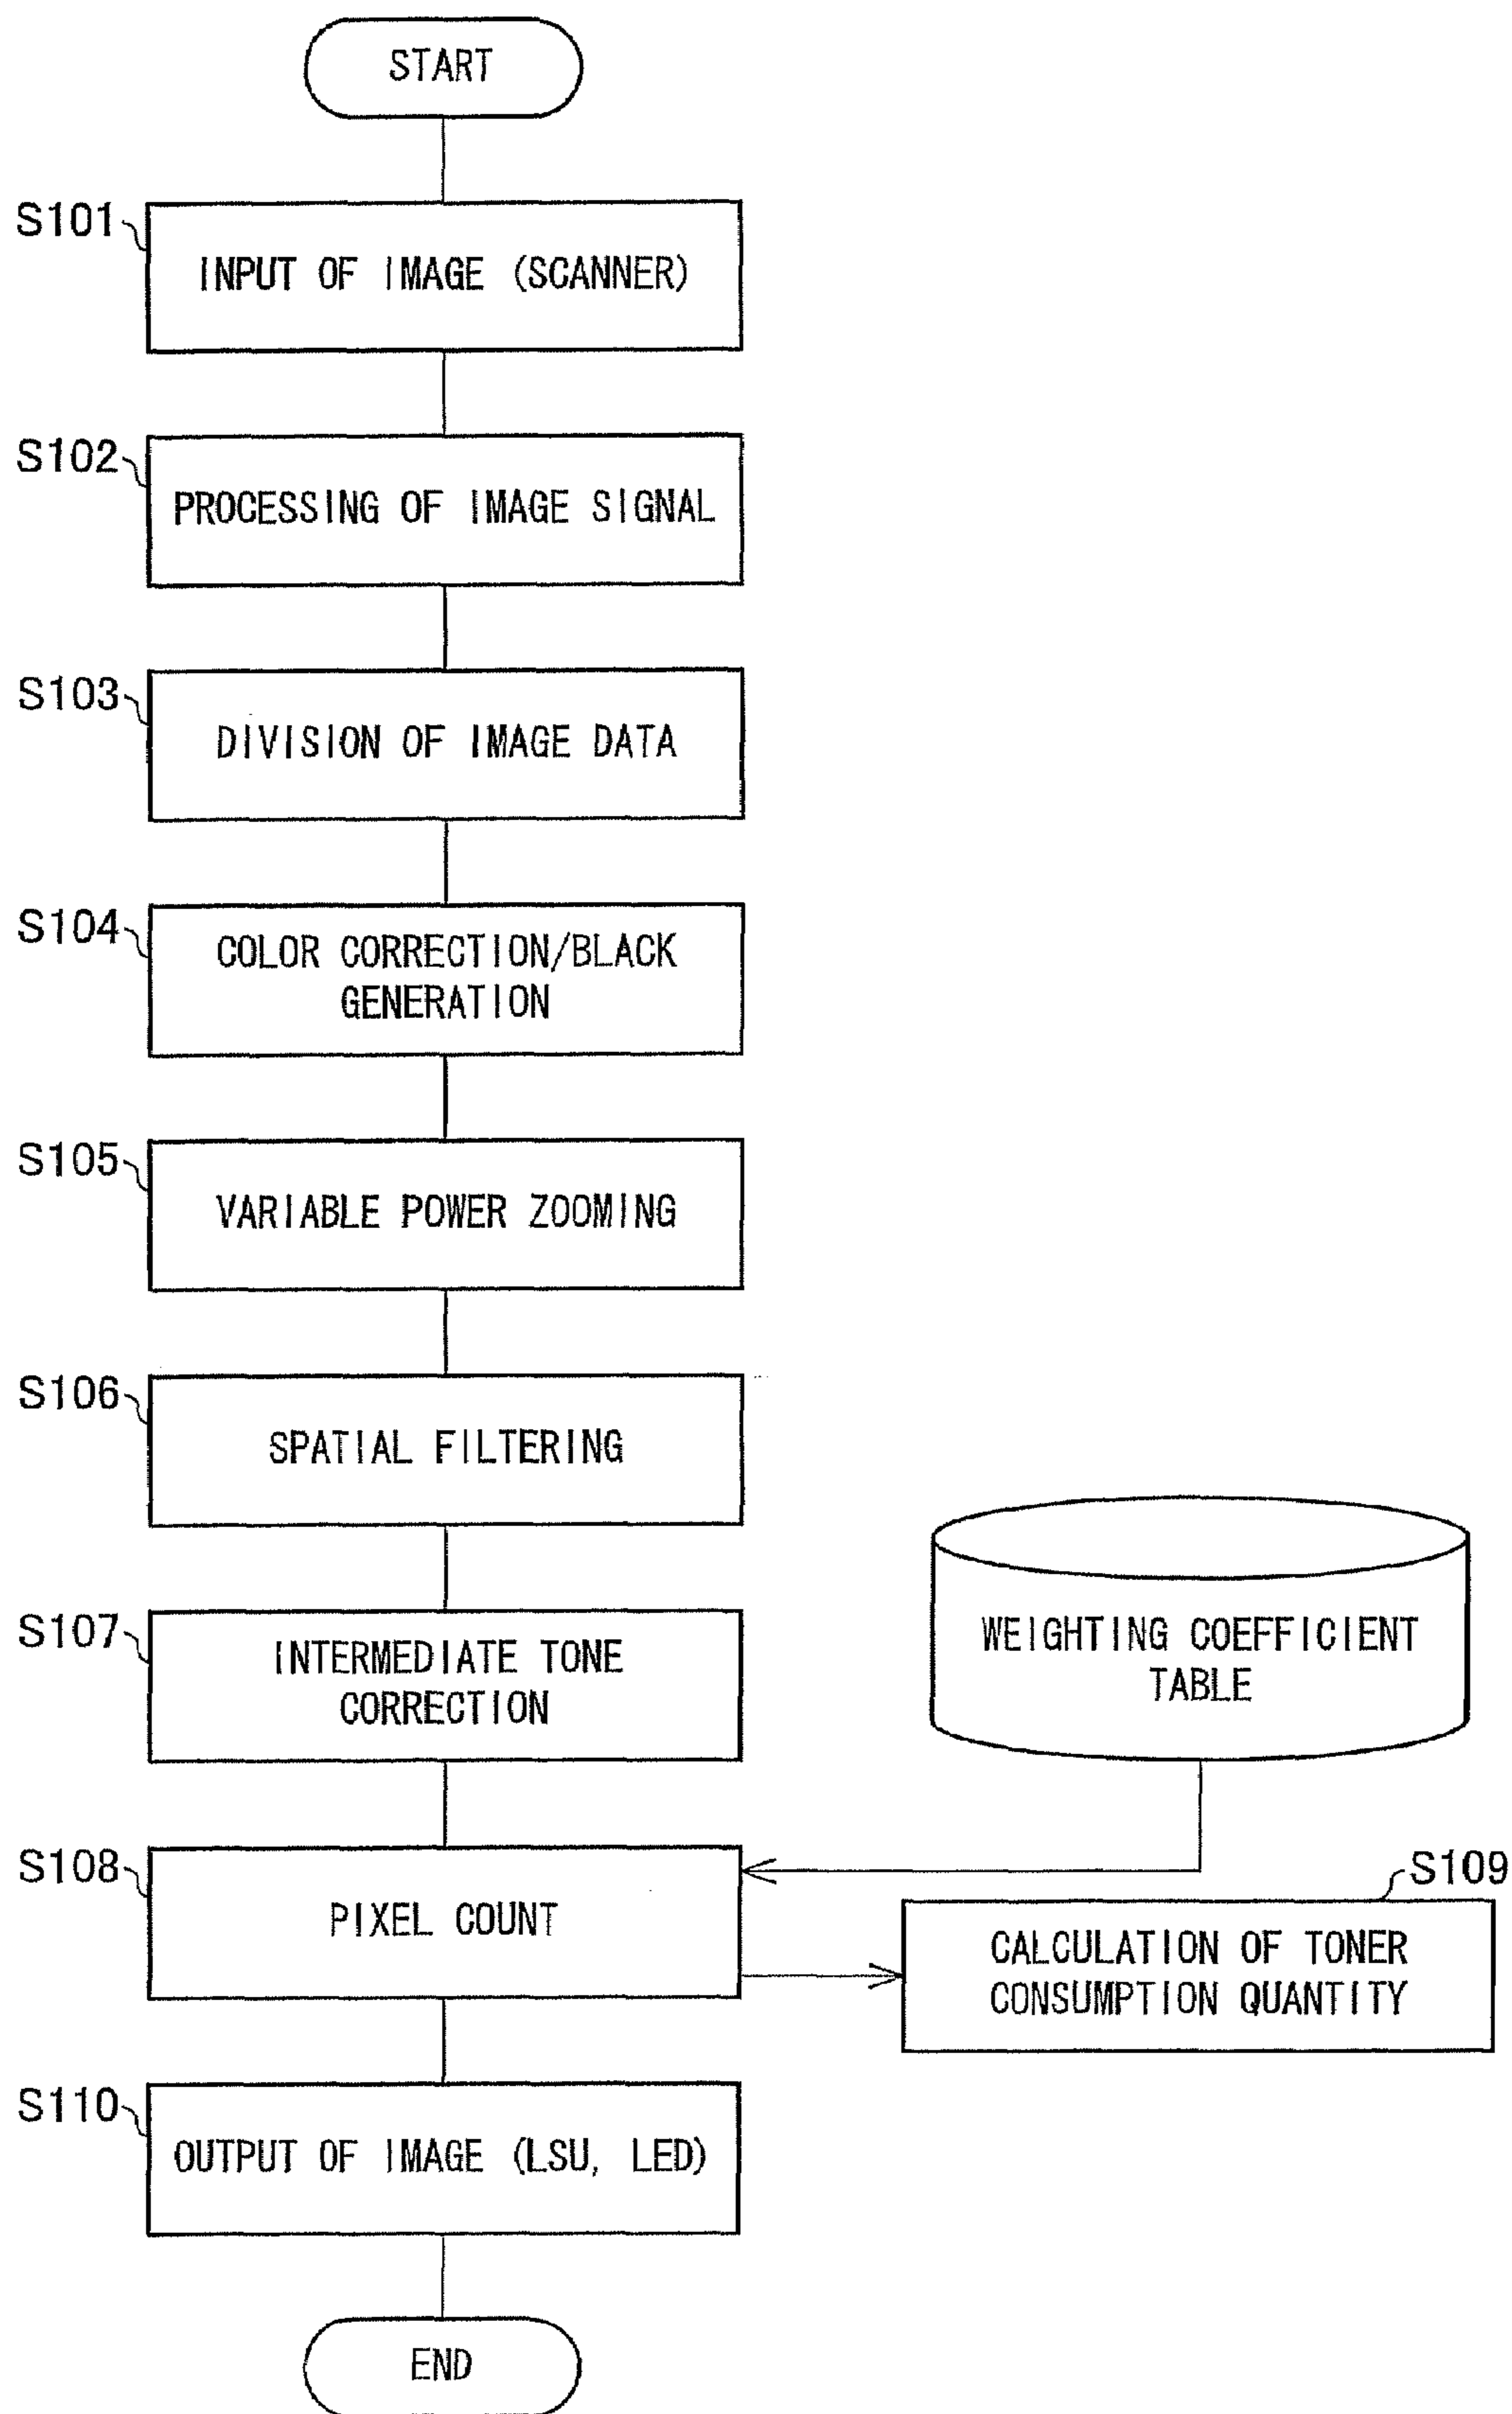 START
S101
INPUT OF IMAGE (SCANNER)
S102
PROCESSING OF IMAGE SIGNAL
S103
DIVISION OF IMAGE DATA
S104
COLOR CORRECTION/BLACK
GENERATION
S105
VARIABLE POWER ZOOMING
S106
SPATIAL FILTERING
S107
INTERMEDIATE TONE
CORRECTION
WEIGHTING COEFFICIENT
TABLE
S108
PIXEL COUNT
S109
CALCULATION OF TONER
CONSUMPTION QUANTITY
S110
OUTPUT OF IMAGE (LSU, LED)
END